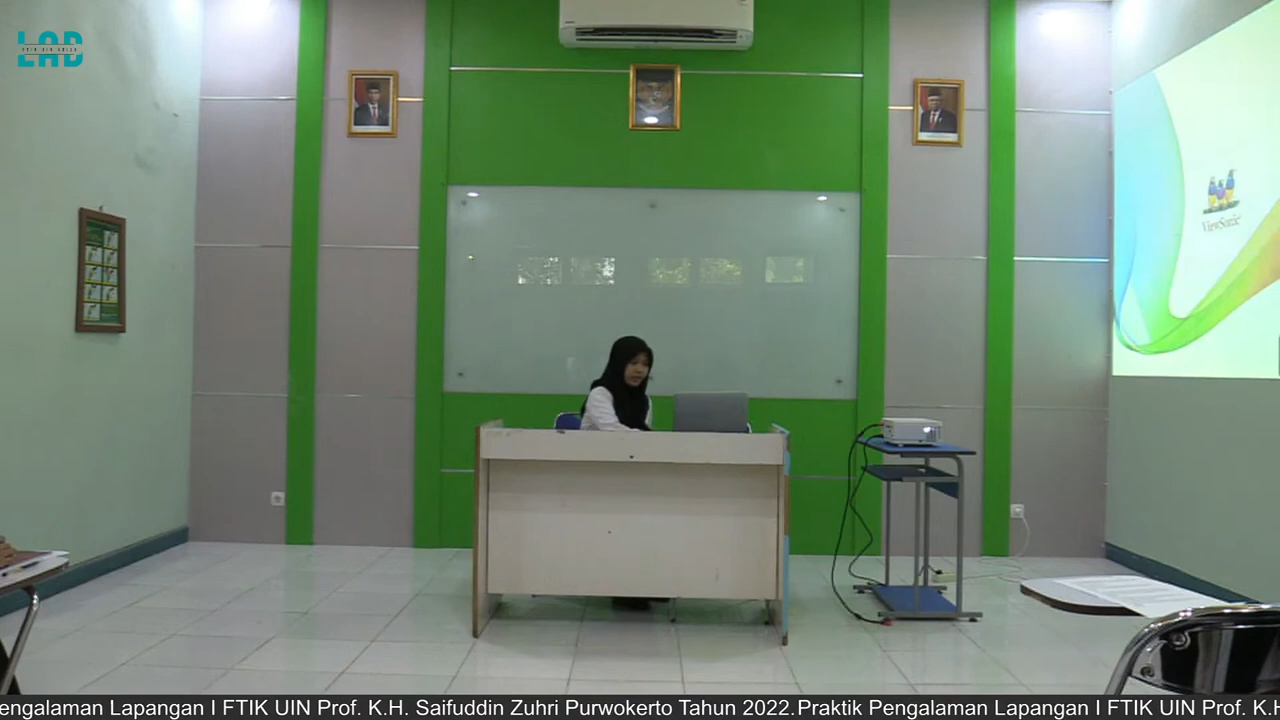 LAB
ViewSonic
engalaman Lapangan I FTIK UIN Prof. K.H. Saifuddin Zuhri Purwokerto Tahun 2022. Praktik Pengalaman Lapangan I FTIK UIN Prof. K.H